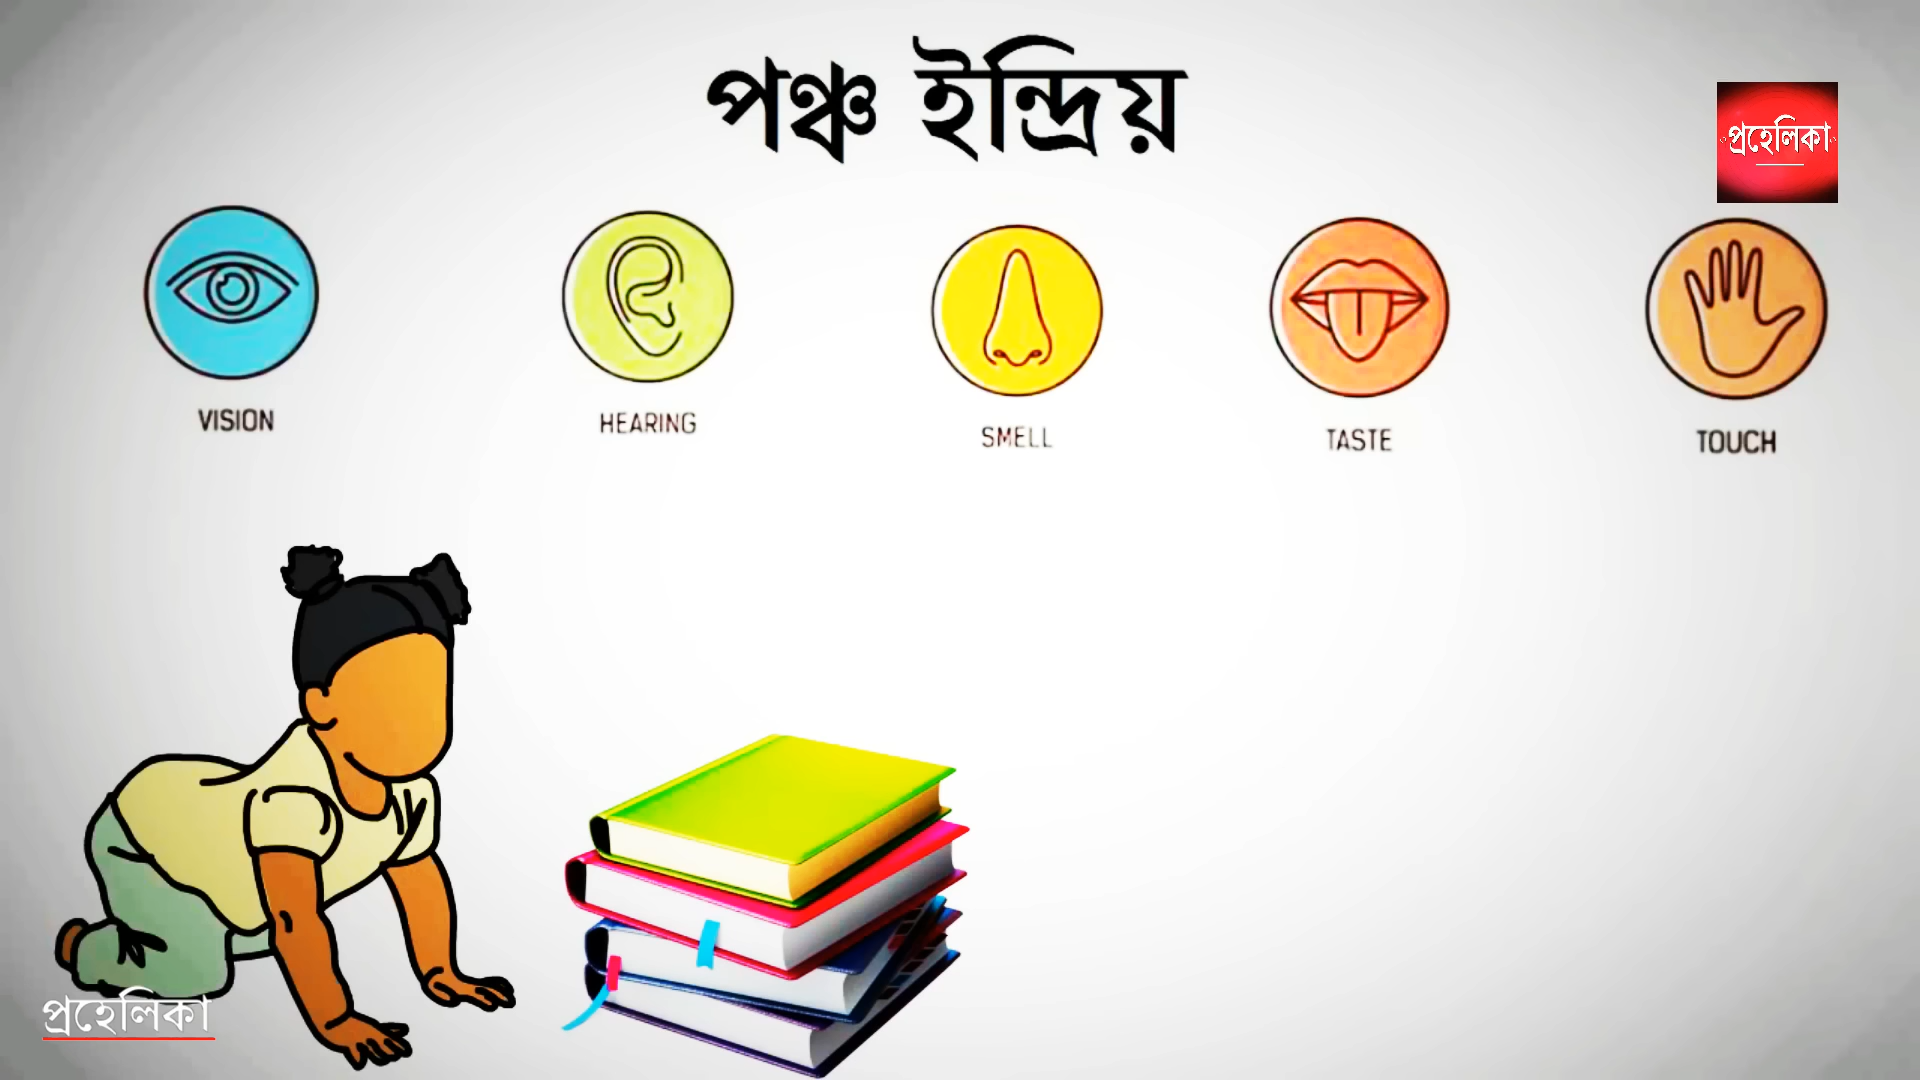 পঞ্চ ইন্দ্রিয়
প্রহেলিকা
VISION
HEARING
SMELL
TASTE
TOUCH
প্রহেলিকা